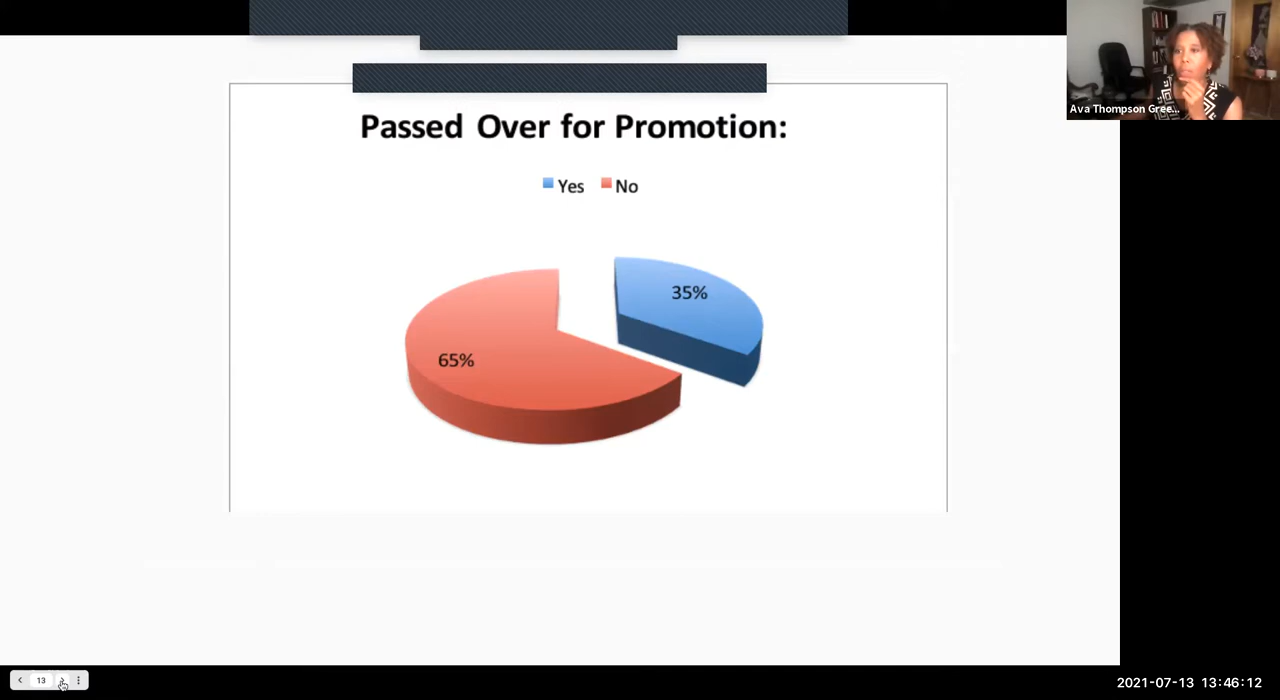 Ava Thompson Gree...
Passed Over for Promotion:
Yes No
35%
65%
13
2021-07-13 13:46:12